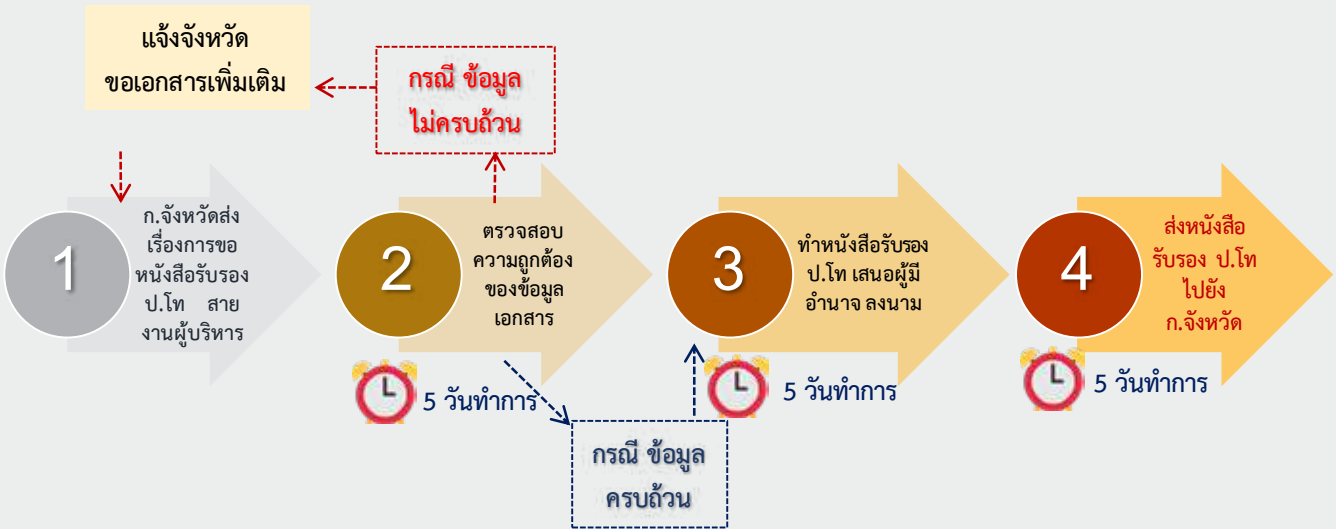 แจ้งจังหวัด
ขอเอกสารเพิ่มเติม
กรณี ข้อมูล
ไม่ครบถ้วน
1
ก.จังหวัดส่ง
เรื่องการขอ
หนังสือรับรอง
ป.โท สาย
งานผู้บริหาร
2
ตรวจสอบ
ความถูกต้อง
ของข้อมูล
เอกสาร
5 วันทำการ
กรณี ข้อมูล
ครบถ้วน
3
ทำหนังสือรับรอง
ป.โท เสนอผู้มี
อำนาจ ลงนาม
5 วันทำการ
4
ส่งหนังสือ
รับรอง ป.โท
ไปยัง
ก.จังหวัด
5 วันทำการ